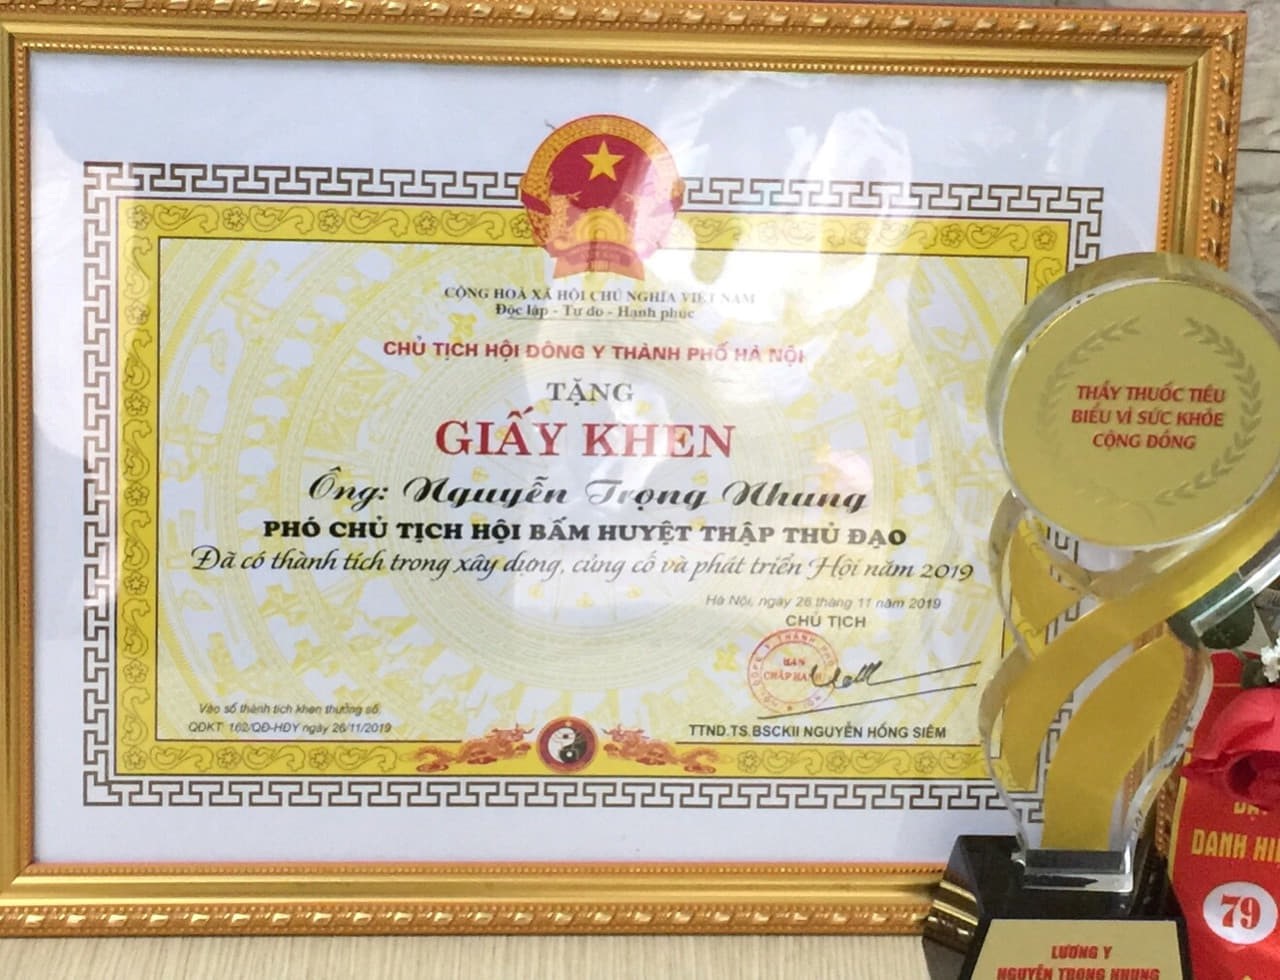 CỘNG HOÀ XÃ HỘI CHỦ NGHĨA VIỆT NAM
Độc lập - Tự do - Hạnh phúc
CHỦ TỊCH HỘI ĐÔNG Y THÀNH PHỐ HÀ NỘI
TẶNG
GIẤY KHEN
Ông: Nguyễn Trọng Nhung
PHÓ CHỦ TỊCH HỘI BẤM HUYỆT THẬP THỦ ĐẠO
Đã có thành tích trong xây dựng, củng cố và phát triển Hội năm 2019
Hà Nội, ngày 26 tháng 11 năm 2019
CHỦ TỊCH
BAN
CHẤP HÀNH
Vào sổ thành tích khen thưởng số:
QĐKT: 162/QĐ-HĐY ngày 26/11/2019
TTND.TS.BSCKII NGUYỄN HỒNG SIÊM
THẦY THUỐC TIÊU
BIỂU VÌ SỨC KHỎE
CỘNG ĐỒNG
LƯƠNG Y
NGUYỄN TRỌNG NHUNG
DANH HI
79